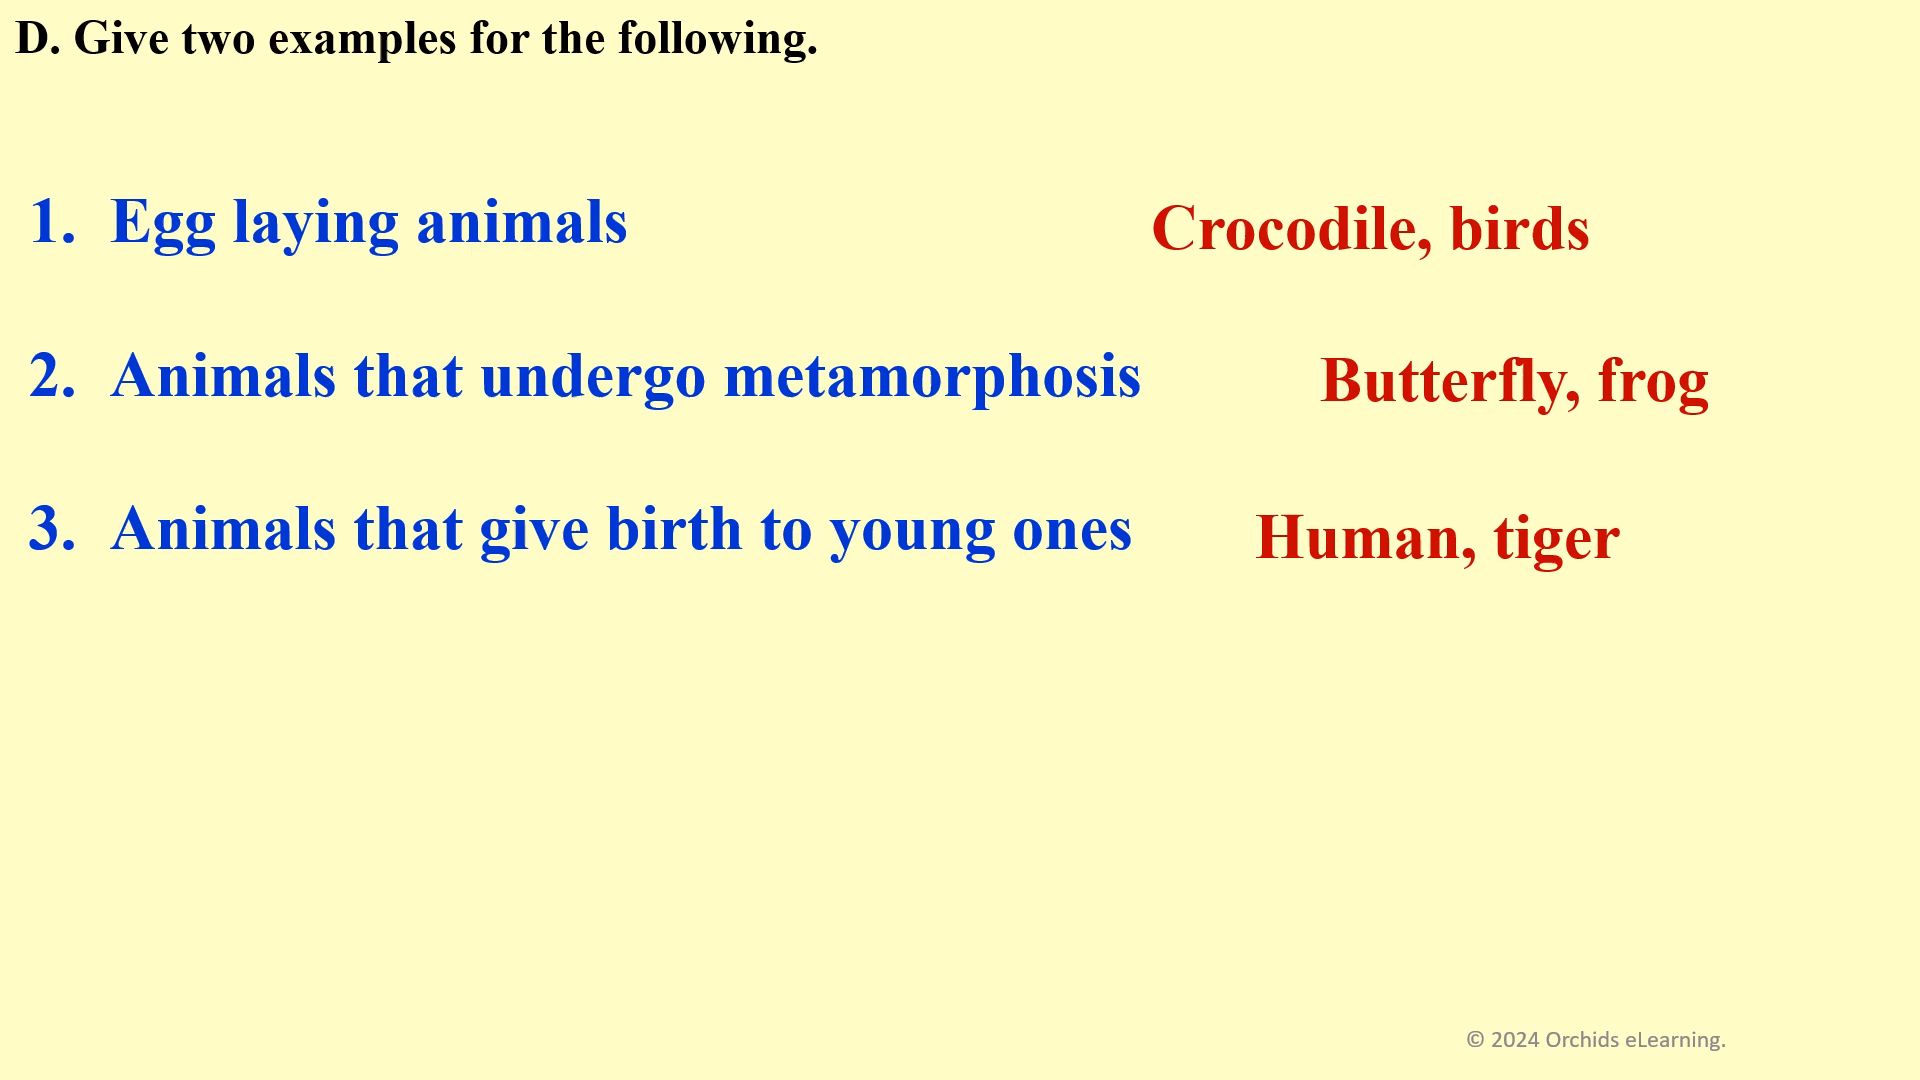 D. Give two examples for the following.
1. Egg laying animals Crocodile, birds
2. Animals that undergo metamorphosis Butterfly, frog
3. Animals that give birth to young ones Human, tiger
© 2024 Orchids eLearning.